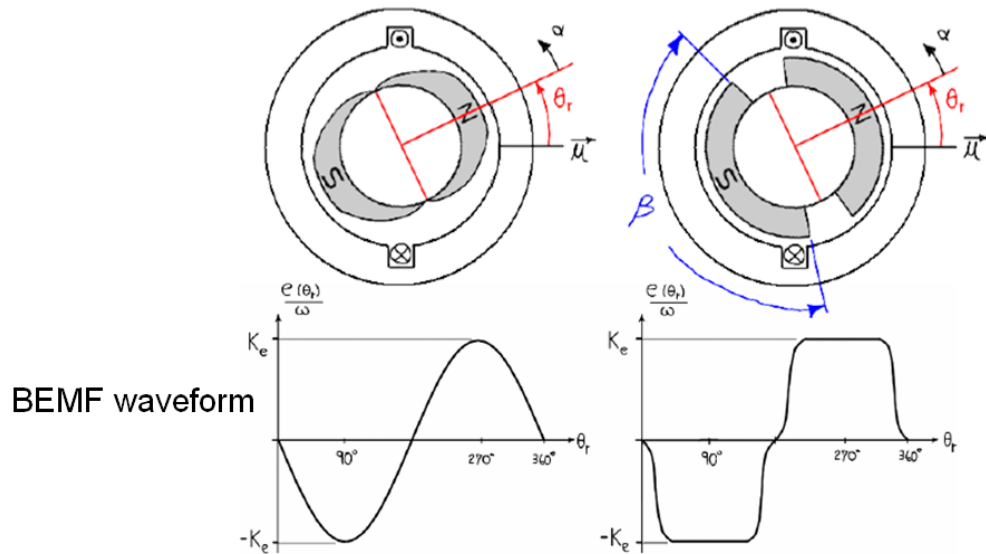 α
θr
N
S
μ⃗
α
θr
N
S
μ⃗
β
e(θr)
ω
Ke
-Ke
90°
270°
360°
θr
e(θr)
ω
Ke
-Ke
90°
270°
360°
θr
BEMF waveform